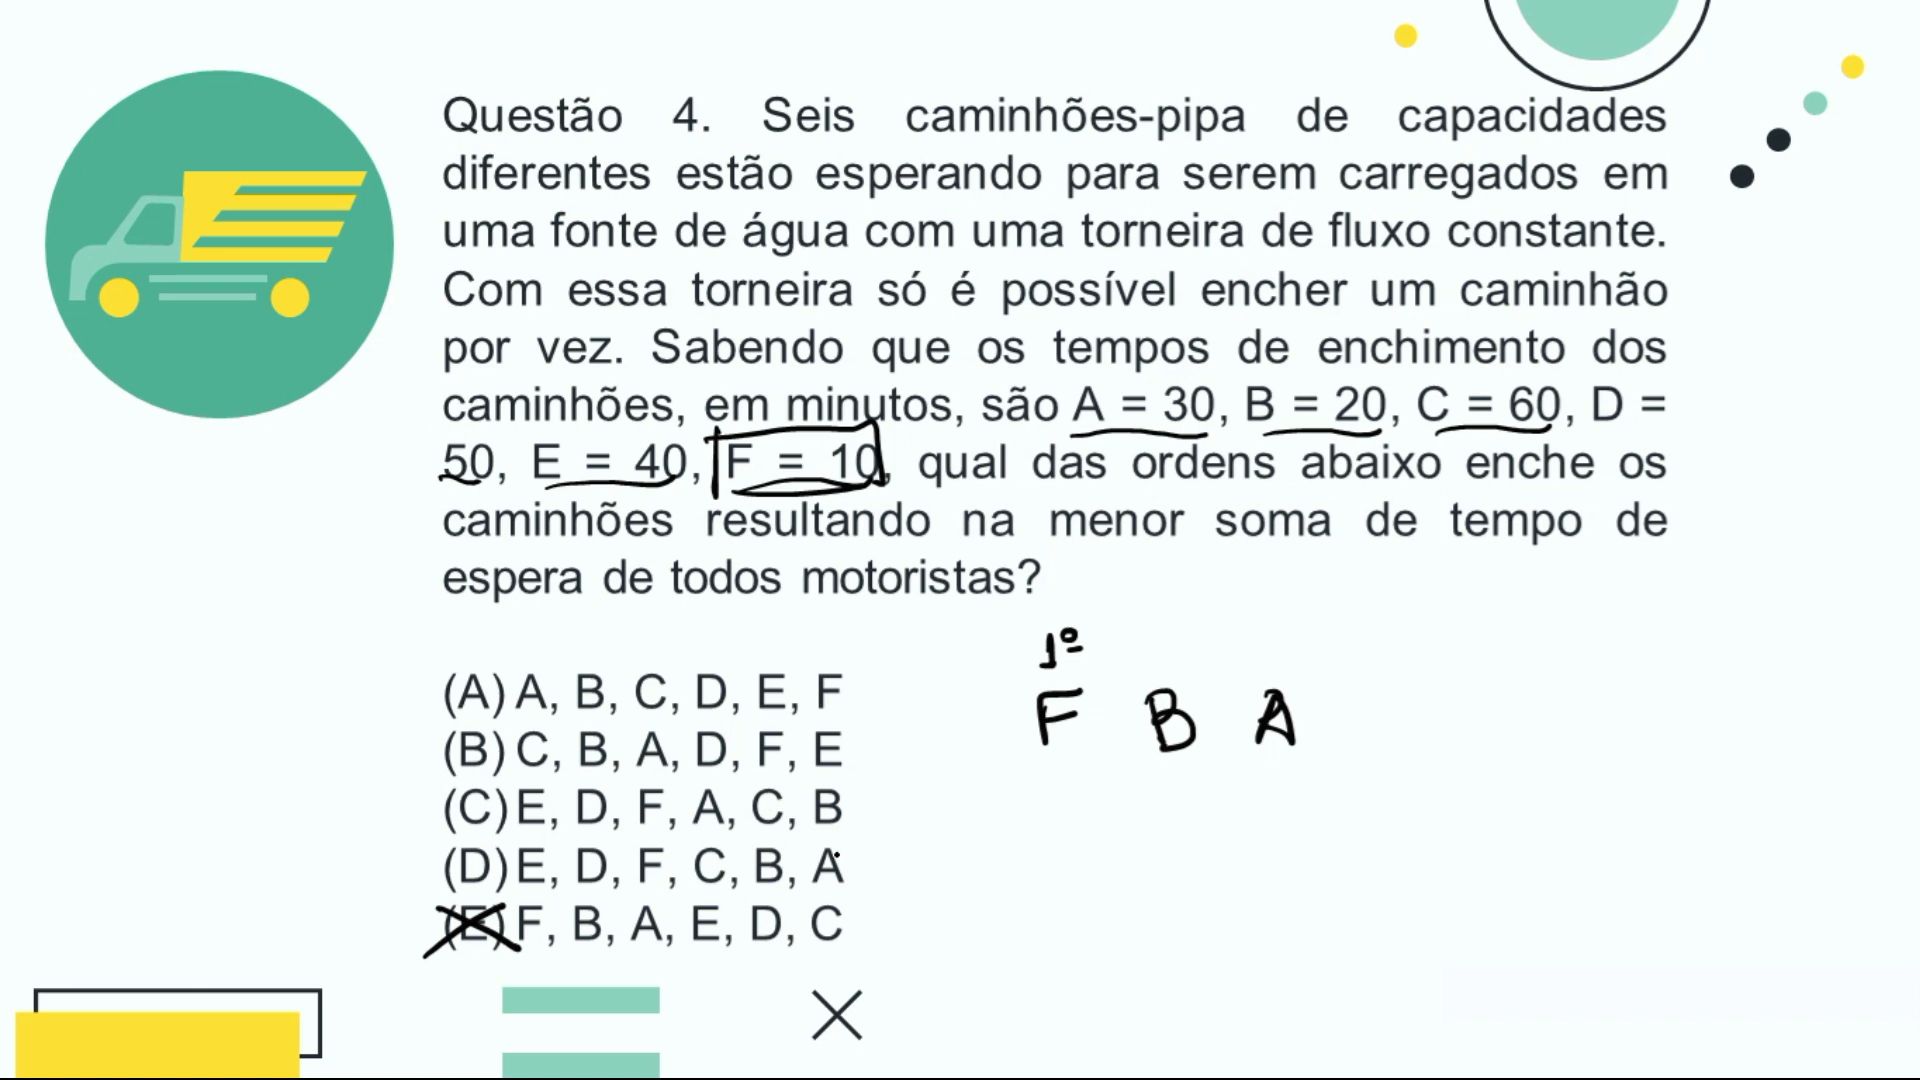 Questão 4. Seis caminhões-pipa de capacidades
diferentes estão esperando para serem carregados em
uma fonte de água com uma torneira de fluxo constante.
Com essa torneira só é possível encher um caminhão
por vez. Sabendo que os tempos de enchimento dos
caminhões, em minutos, são A = 30, B = 20, C = 60, D =
50, E = 40, F = 10, qual das ordens abaixo enche os
caminhões resultando na menor soma de tempo de
espera de todos motoristas?
1º
F B A
(A) A, B, C, D, E, F
(B) C, B, A, D, F, E
(C) E, D, F, A, C, B
(D) E, D, F, C, B, A
(E) F, B, A, E, D, C